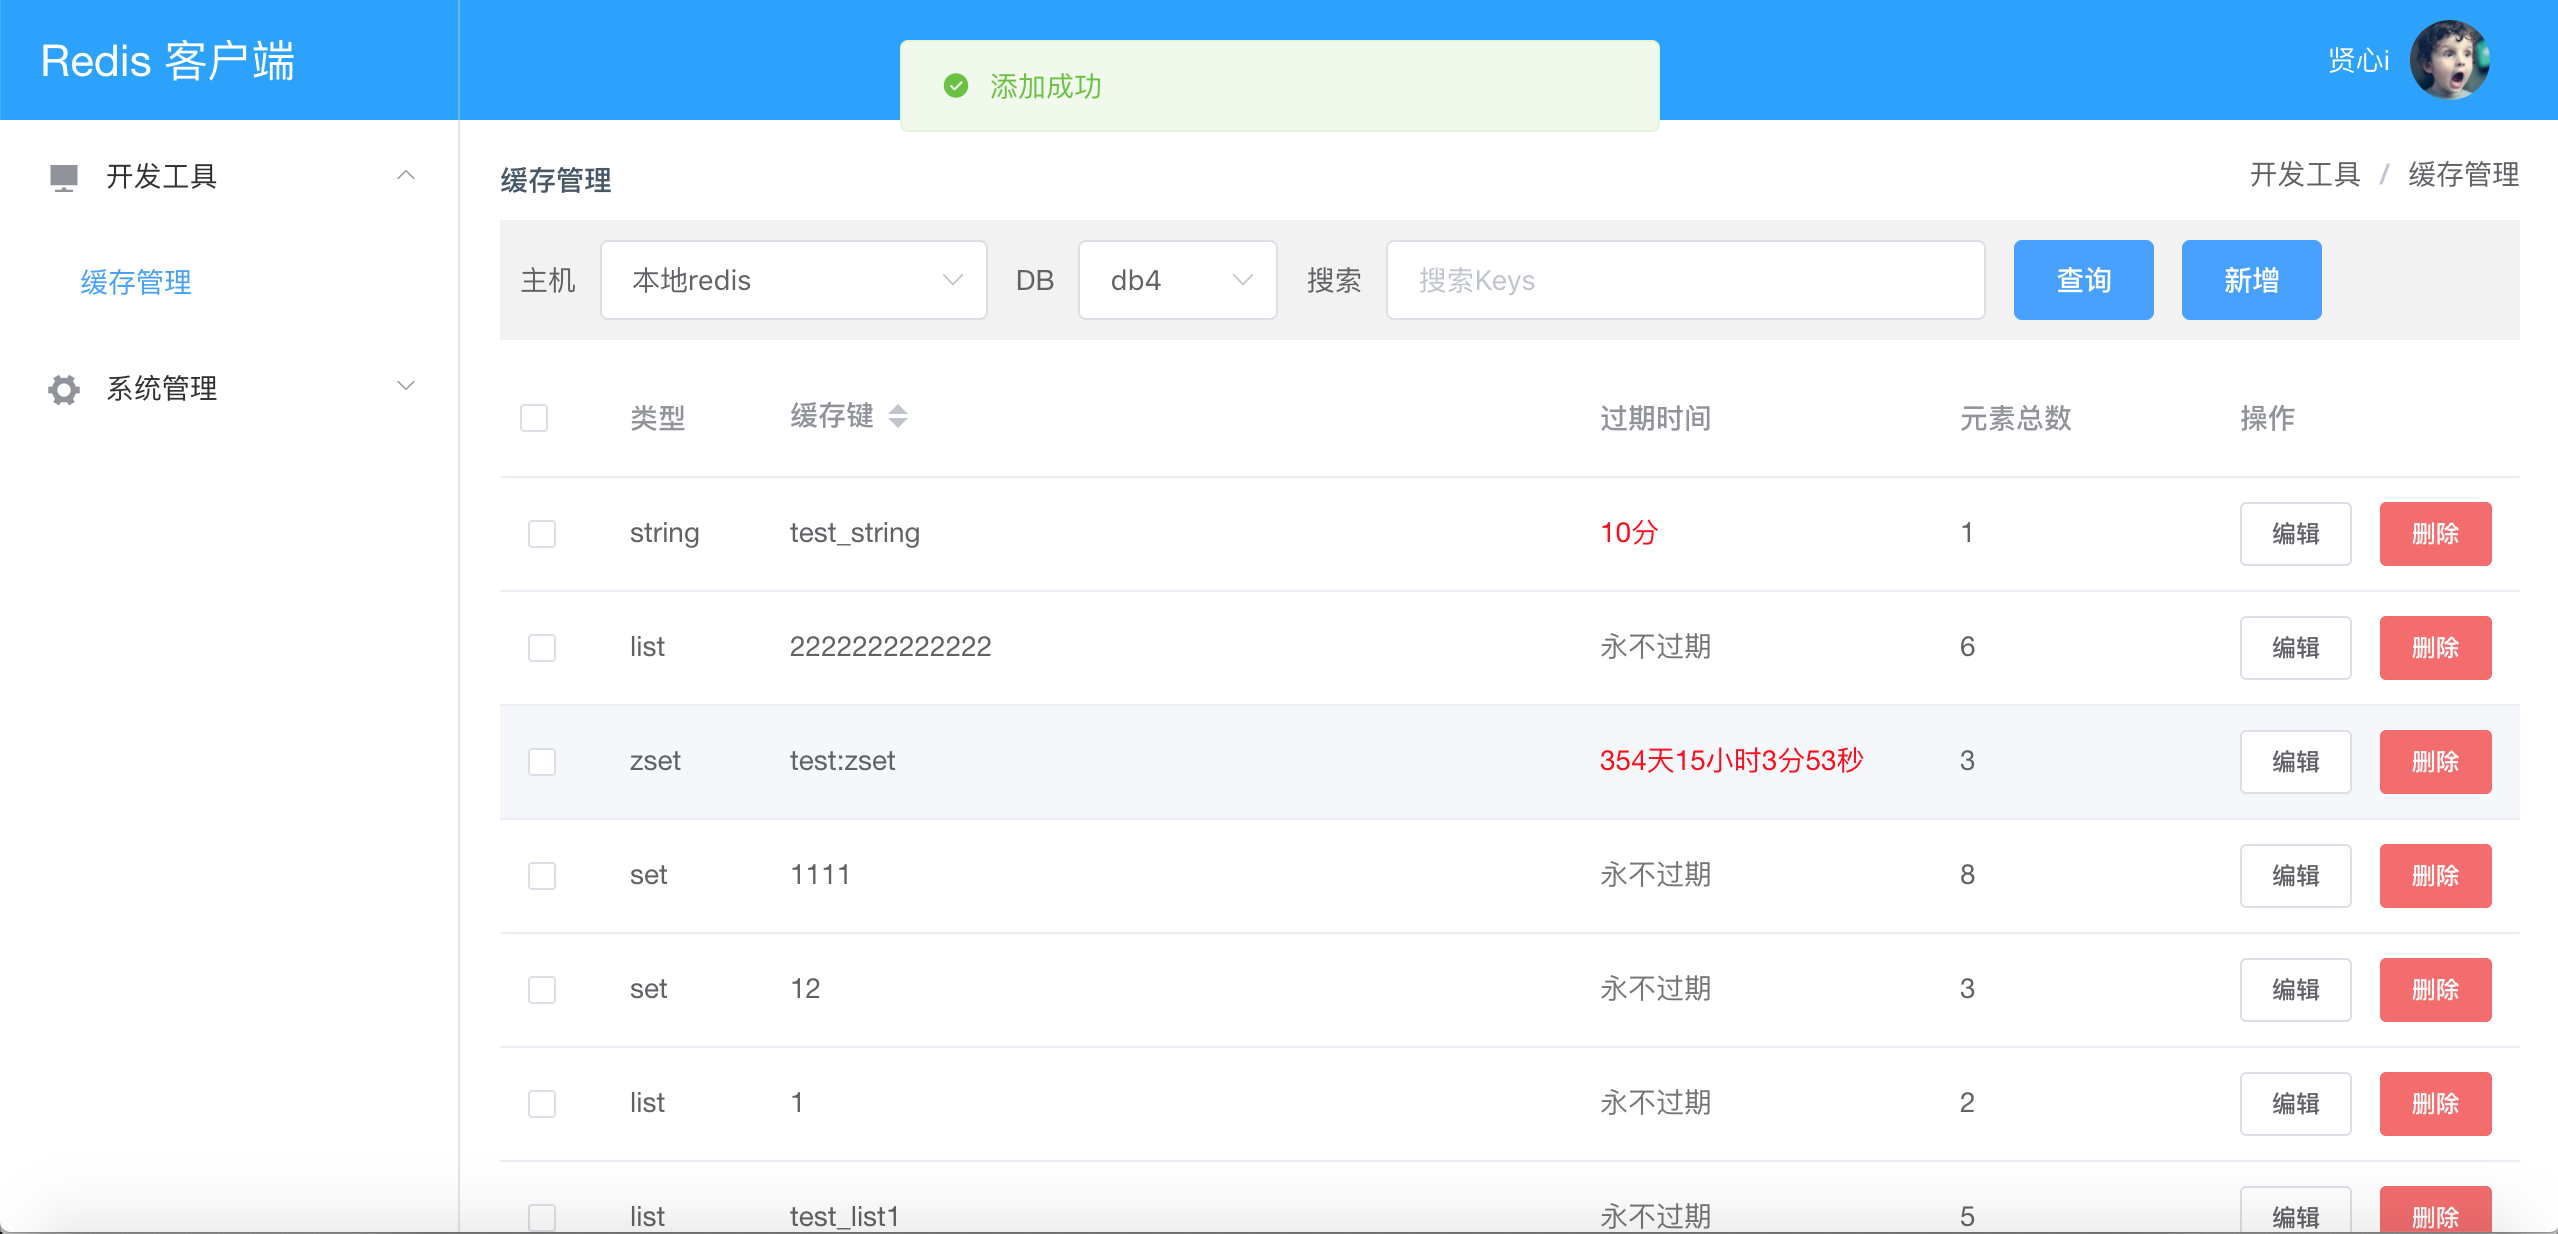 Redis 客户端
添加成功
贤心i
开发工具
缓存管理
系统管理
缓存管理
开发工具 / 缓存管理
主机 本地redis DB db4 搜索 搜索Keys 查询 新增
类型 缓存键 过期时间 元素总数 操作
string test_string 10分 1 编辑 删除
list 2222222222222 永不过期 6 编辑 删除
zset test:zset 354天15小时3分53秒 3 编辑 删除
set 1111 永不过期 8 编辑 删除
set 12 永不过期 3 编辑 删除
list 1 永不过期 2 编辑 删除
list test_list1 永不过期 5 编辑 删除